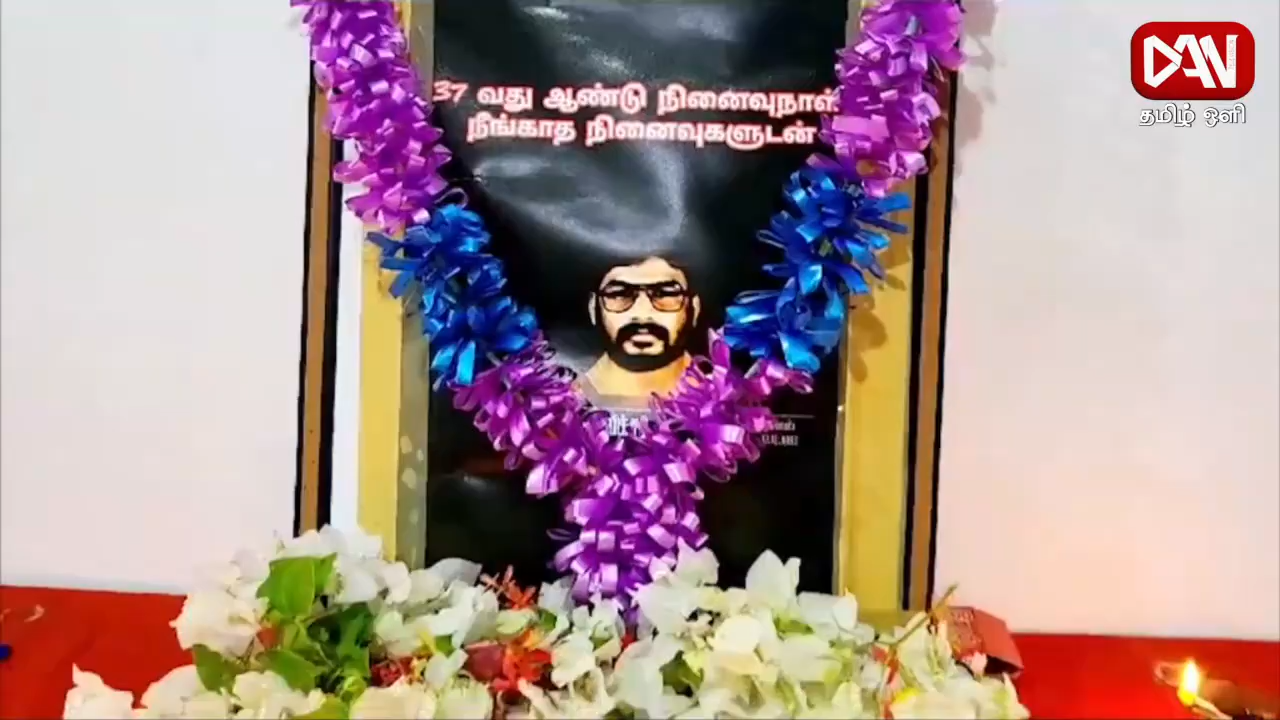 37 வது ஆண்டு நினைவுநாள்
நீங்காத நினைவுகளுடன்
DAN
தமிழ் ஒளி